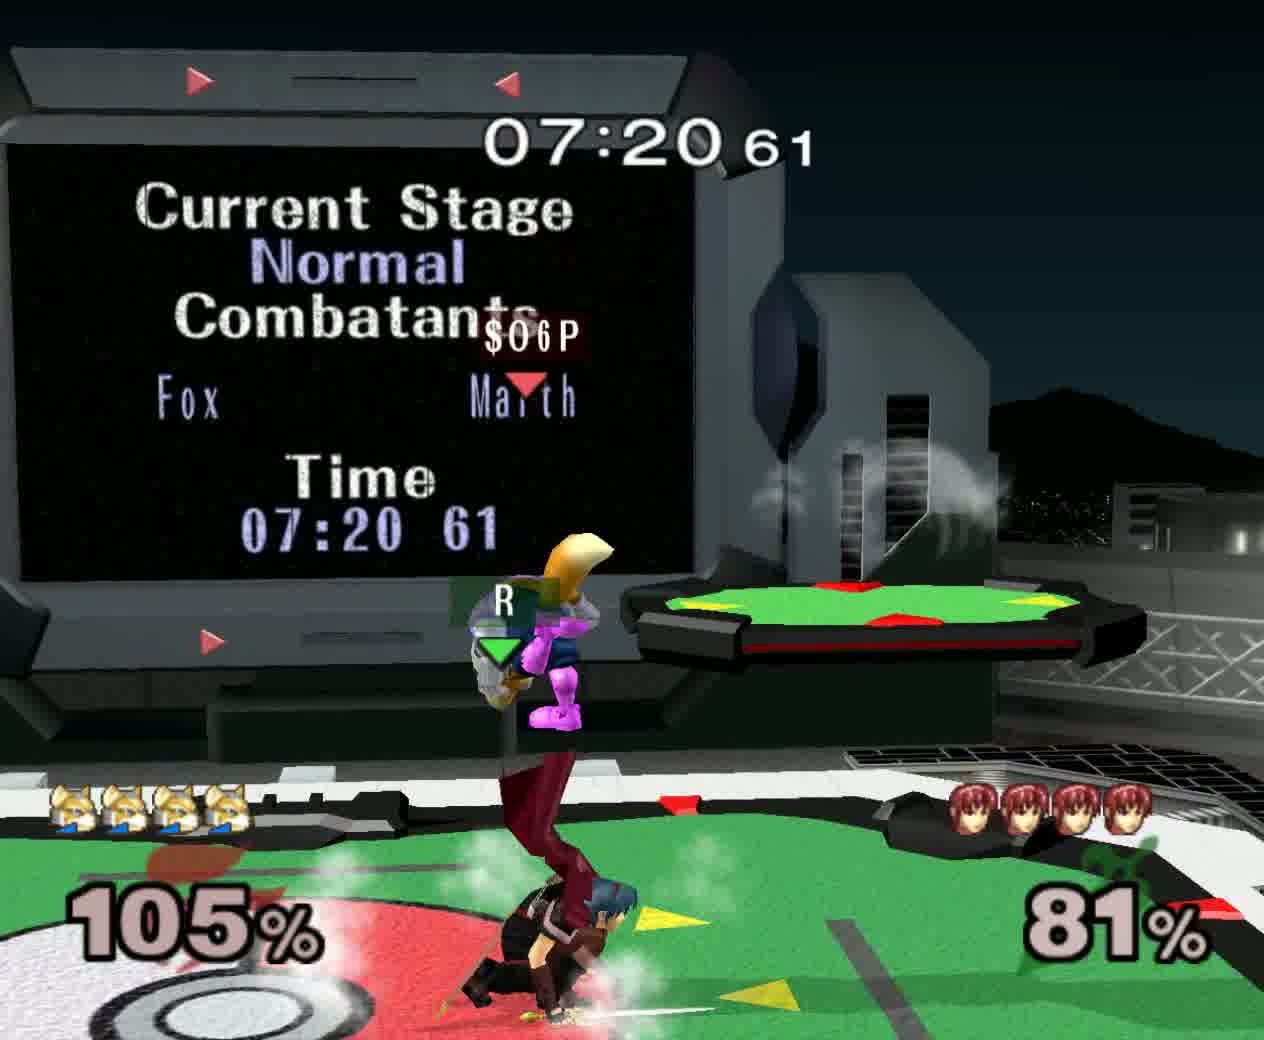 07:20 61
Current Stage
Normal
Combatants
$06P
Fox
Marth
Time
07:20 61
R
105%
81%